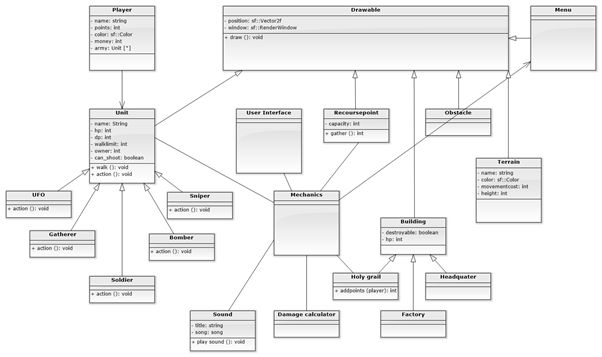 Player
- name: string
- points: int
- color: sf::Color
- money: int
- army: Unit [*]
Drawable
- position: sf::Vector2f
- window: sf::RenderWindow
+ draw (): void
Menu
Unit
- name: String
- hp: int
- dp: int
- walklimit: int
- owner: int
- can_shoot: boolean
+ walk (): void
+ action (): void
User Interface
Recoursepoint
- capacity: int
+ gather (): int
Obstacle
Terrain
- name: string
- color: sf::Color
- movementcost: int
- height: int
UFO
+ action (): void
Sniper
+ action (): void
Mechanics
Gatherer
+ action (): void
Bomber
+ action (): void
Building
- destroyable: boolean
- hp: int
Soldier
+ action (): void
Holy grail
+ addpoints (player): int
Headquater
Sound
- title: string
- song: song
+ play sound (): void
Damage calculator
Factory